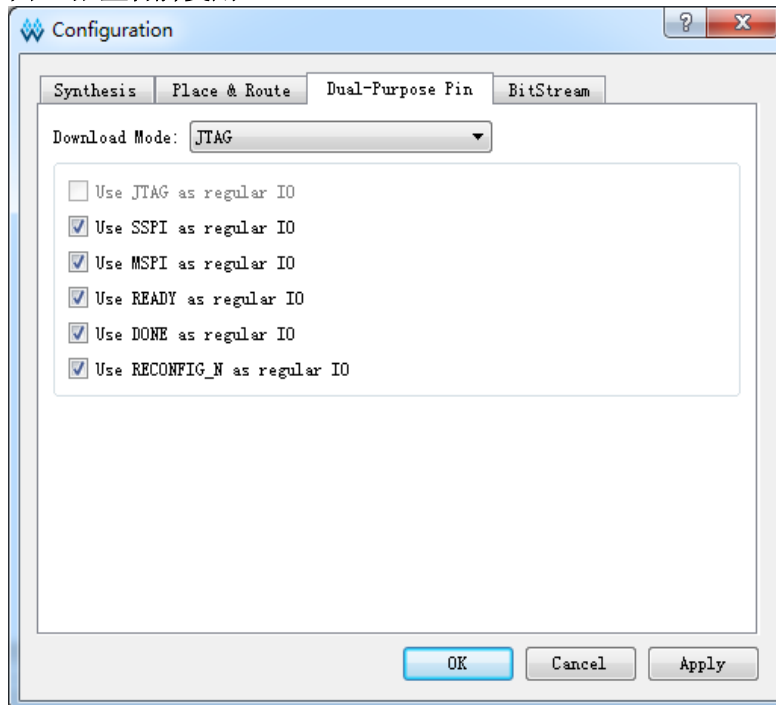 Configuration
Synthesis Place & Route Dual-Purpose Pin BitStream
Download Mode: JTAG
Use JTAG as regular IO
Use SSPI as regular IO
Use MSPI as regular IO
Use READY as regular IO
Use DONE as regular IO
Use RECONFIG_N as regular IO
OK Cancel Apply